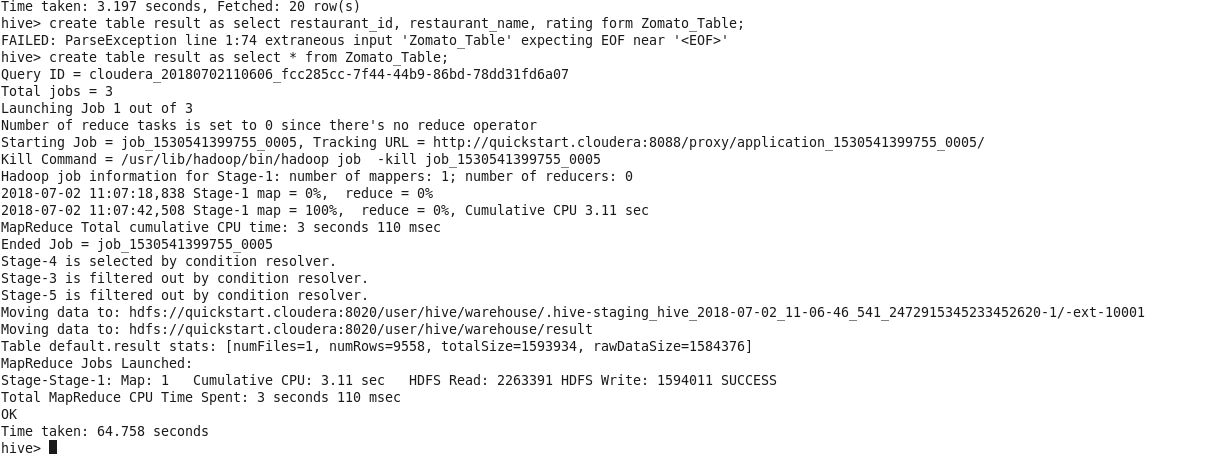 Time taken: 3.197 seconds, Fetched: 20 row(s)
hive> create table result as select restaurant_id, restaurant_name, rating form Zomato_Table;
FAILED: ParseException line 1:74 extraneous input 'Zomato_Table' expecting EOF near '<EOF>'
hive> create table result as select * from Zomato_Table;
Query ID = cloudera_20180702110606_fcc285cc-7f44-44b9-86bd-78dd31fd6a07
Total jobs = 3
Launching Job 1 out of 3
Number of reduce tasks is set to 0 since there's no reduce operator
Starting Job = job_1530541399755_0005, Tracking URL = http://quickstart.cloudera:8088/proxy/application_1530541399755_0005/
Kill Command = /usr/lib/hadoop/bin/hadoop job  -kill job_1530541399755_0005
Hadoop job information for Stage-1: number of mappers: 1; number of reducers: 0
2018-07-02 11:07:18,838 Stage-1 map = 0%,  reduce = 0%
2018-07-02 11:07:42,508 Stage-1 map = 100%,  reduce = 0%, Cumulative CPU 3.11 sec
MapReduce Total cumulative CPU time: 3 seconds 110 msec
Ended Job = job_1530541399755_0005
Stage-4 is selected by condition resolver.
Stage-3 is filtered out by condition resolver.
Stage-5 is filtered out by condition resolver.
Moving data to: hdfs://quickstart.cloudera:8020/user/hive/warehouse/.hive-staging_hive_2018-07-02_11-06-46_541_2472915345233452620-1/-ext-10001
Moving data to: hdfs://quickstart.cloudera:8020/user/hive/warehouse/result
Table default.result stats: [numFiles=1, numRows=9558, totalSize=1593934, rawDataSize=1584376]
MapReduce Jobs Launched:
Stage-Stage-1: Map: 1   Cumulative CPU: 3.11 sec   HDFS Read: 2263391 HDFS Write: 1594011 SUCCESS
Total MapReduce CPU Time Spent: 3 seconds 110 msec
OK
Time taken: 64.758 seconds
hive>